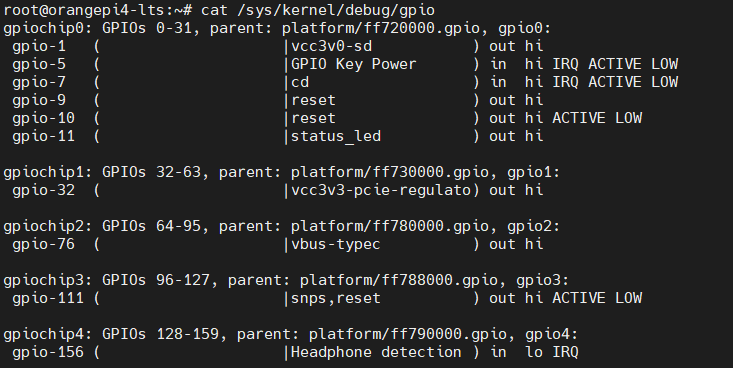 root@orangepi4-lts:~# cat /sys/kernel/debug/gpio
gpiochip0: GPIOs 0-31, parent: platform/ff720000.gpio, gpio0:
 gpio-1   (                    |vcc3v0-sd           ) out hi
 gpio-5   (                    |GPIO Key Power      ) in  hi IRQ ACTIVE LOW
 gpio-7   (                    |cd                  ) in  hi IRQ ACTIVE LOW
 gpio-9   (                    |reset               ) out hi
 gpio-10  (                    |reset               ) out hi ACTIVE LOW
 gpio-11  (                    |status_led          ) out hi

gpiochip1: GPIOs 32-63, parent: platform/ff730000.gpio, gpio1:
 gpio-32  (                    |vcc3v3-pcie-regulato) out hi

gpiochip2: GPIOs 64-95, parent: platform/ff780000.gpio, gpio2:
 gpio-76  (                    |vbus-typec          ) out hi

gpiochip3: GPIOs 96-127, parent: platform/ff788000.gpio, gpio3:
 gpio-111 (                    |snps,reset          ) out hi ACTIVE LOW

gpiochip4: GPIOs 128-159, parent: platform/ff790000.gpio, gpio4:
 gpio-156 (                    |Headphone detection ) in  lo IRQ